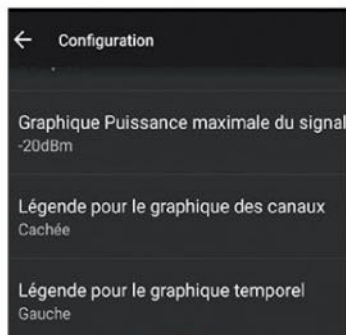 Configuration
Graphique Puissance maximale du signal
-20dBm
Légende pour le graphique des canaux
Cachée
Légende pour le graphique temporel
Gauche